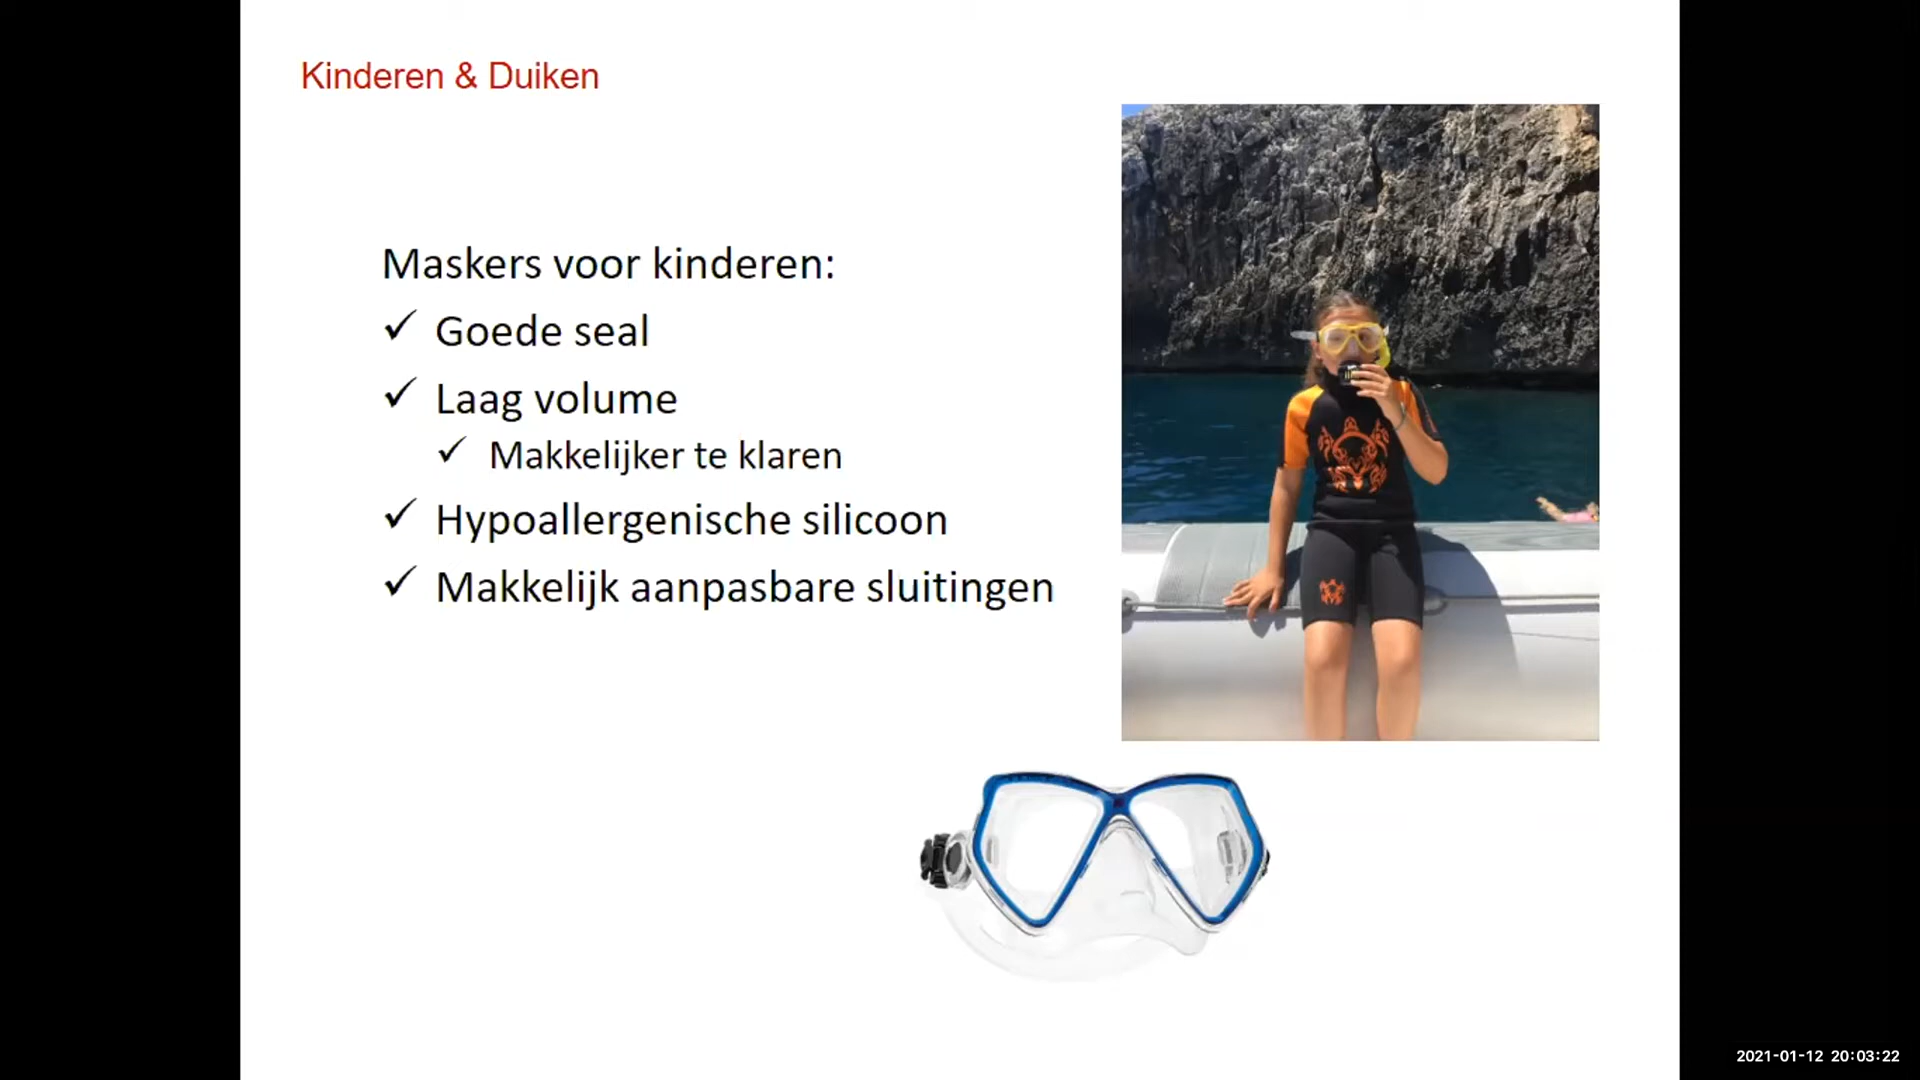 Kinderen & Duiken
Maskers voor kinderen:
Goede seal
Laag volume
Makkelijker te klaren
Hypoallergenische silicoon
Makkelijk aanpasbare sluitingen
2021-01-12 20:03:22